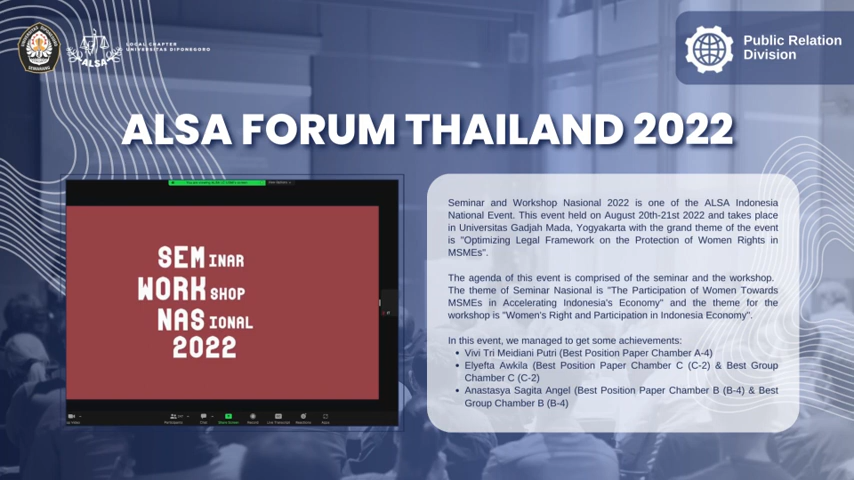 LOCAL CHAPTER
UNIVERSITAS DIPONEGORO
ALSA
Public Relation
Division
ALSA FORUM THAILAND 2022
SEMINAR
WORKSHOP
NASIONAL
2022
Participants
Chat
Share Screen
Record
Live Transcript
Reactions
Apps
Seminar and Workshop Nasional 2022 is one of the ALSA Indonesia
National Event. This event held on August 20th-21st 2022 and takes place
in Universitas Gadjah Mada, Yogyakarta with the grand theme of the event
is "Optimizing Legal Framework on the Protection of Women Rights in
MSMEs".
The agenda of this event is comprised of the seminar and the workshop.
The theme of Seminar Nasional is "The Participation of Women Towards
MSMEs in Accelerating Indonesia's Economy" and the theme for the
workshop is "Women's Right and Participation in Indonesia Economy".
In this event, we managed to get some achievements:
• Vivi Tri Meidiani Putri (Best Position Paper Chamber A-4)
• Elyefta Awkila (Best Position Paper Chamber C (C-2) & Best Group
Chamber C (C-2)
• Anastasya Sagita Angel (Best Position Paper Chamber B (B-4) & Best
Group Chamber B (B-4)